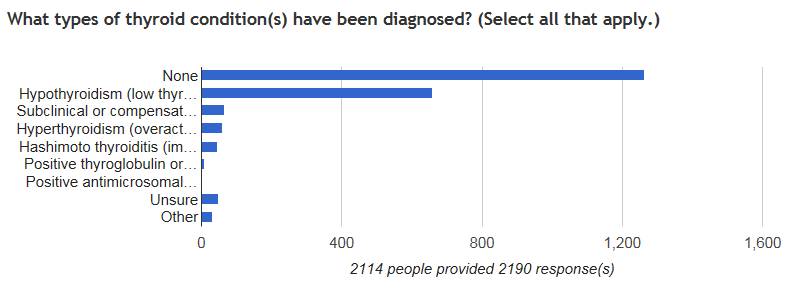 What types of thyroid condition(s) have been diagnosed? (Select all that apply.)
None
Hypothyroidism (low thyr...
Subclinical or compensat...
Hyperthyroidism (overact...
Hashimoto thyroiditis (im...
Positive thyroglobulin or...
Positive antimicrosomal...
Unsure
Other
0 400 800 1,200 1,600
2114 people provided 2190 response(s)